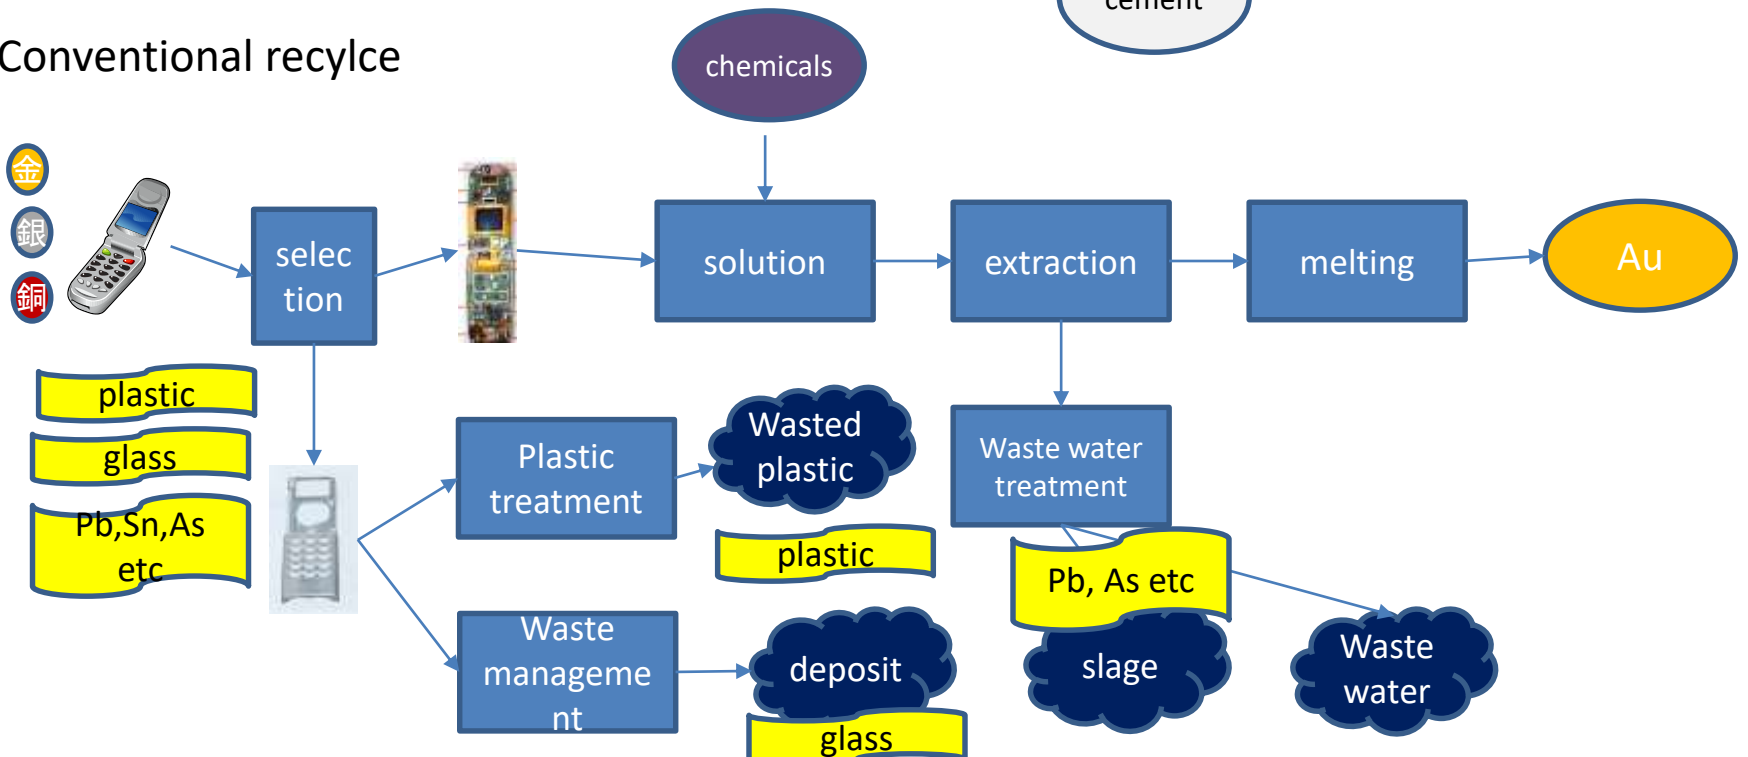 cement
Conventional recylce
chemicals
金
銀
銅
selec
tion
solution
extraction
melting
Au
plastic
glass
Pb,Sn,As
etc
Plastic
treatment
Wasted
plastic
plastic
Waste water
treatment
Pb, As etc
slage
Waste
water
Waste
manageme
nt
deposit
glass